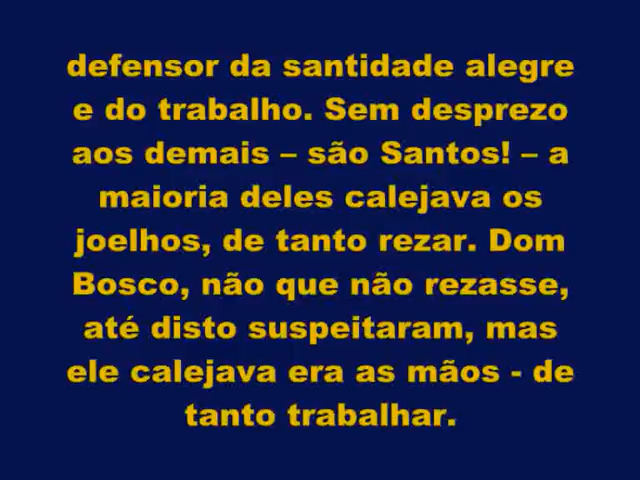 defensor da santidade alegre
e do trabalho. Sem desprezo
aos demais – são Santos! – a
maioria deles calejava os
joelhos, de tanto rezar. Dom
Bosco, não que não rezasse,
até disto suspeitaram, mas
ele calejava era as mãos - de
tanto trabalhar.